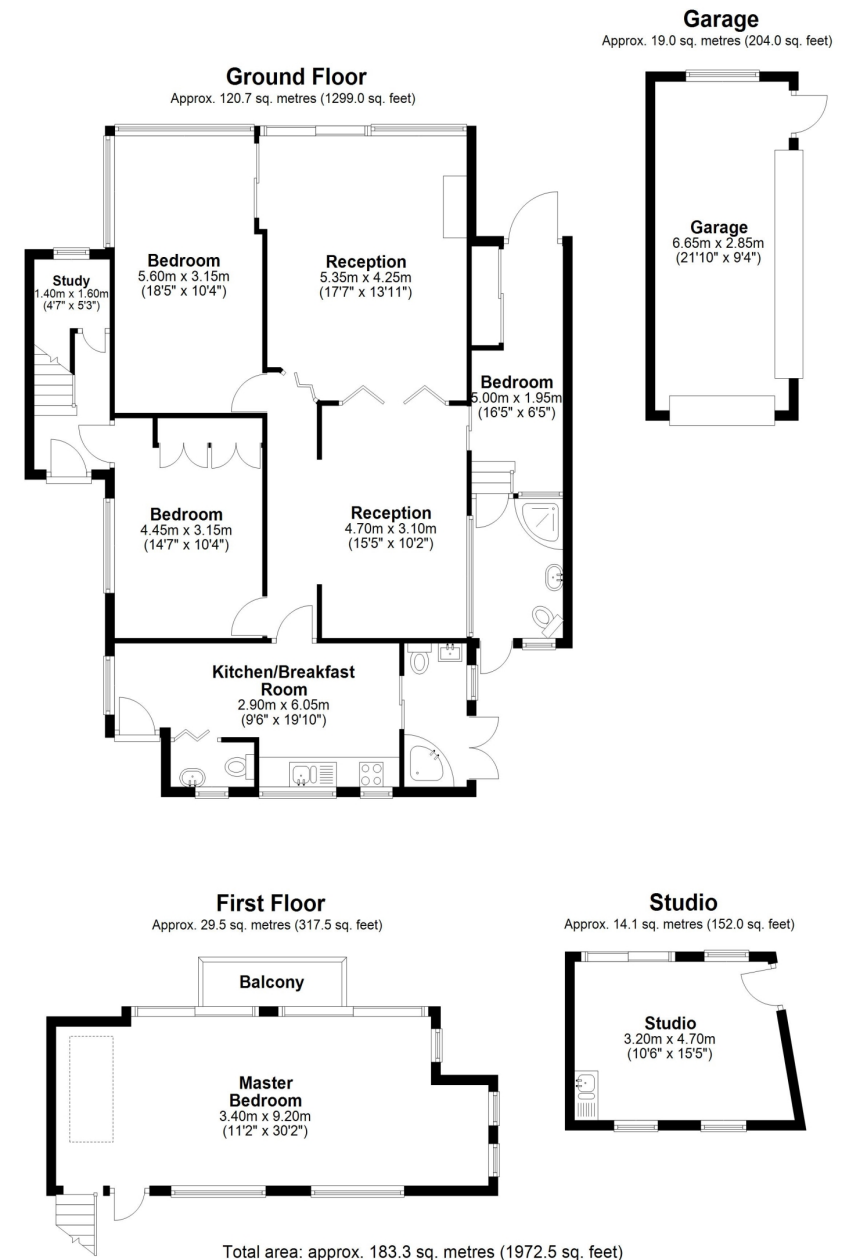 Garage
Approx. 19.0 sq. metres (204.0 sq. feet)
Ground Floor
Approx. 120.7 sq. metres (1299.0 sq. feet)
Garage
6.65m x 2.85m
(21'10" x 9'4")
Bedroom
5.60m x 3.15m
(18'5" x 10'4")
Reception
5.35m x 4.25m
(17'7" x 13'11")
Study
1.40m x 1.60m
(4'7" x 5'3")
Bedroom
5.00m x 1.95m
(16'5" x 6'5")
Bedroom
4.45m x 3.15m
(14'7" x 10'4")
Reception
4.70m x 3.10m
(15'5" x 10'2")
Kitchen/Breakfast
Room
2.90m x 6.05m
(9'6" x 19'10")
First Floor
Approx. 29.5 sq. metres (317.5 sq. feet)
Studio
Approx. 14.1 sq. metres (152.0 sq. feet)
Balcony
Studio
3.20m x 4.70m
(10'6" x 15'5")
Master
Bedroom
3.40m x 9.20m
(11'2" x 30'2")
Total area: approx. 183.3 sq. metres (1972.5 sq. feet)